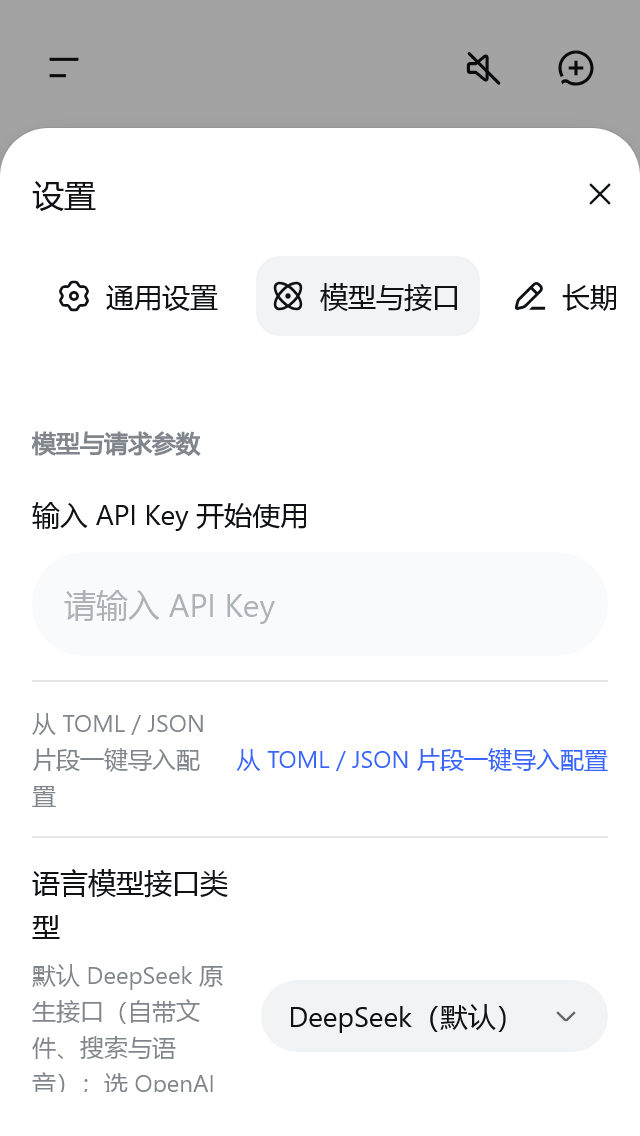 设置
通用设置
模型与接口
长期
模型与请求参数
输入 API Key 开始使用
请输入 API Key
从 TOML / JSON
片段一键导入配
置
从 TOML / JSON 片段一键导入配置
语言模型接口类
型
默认 DeepSeek 原
生接口（自带文
件、搜索与语
音）；选 OpenAI
DeepSeek（默认）